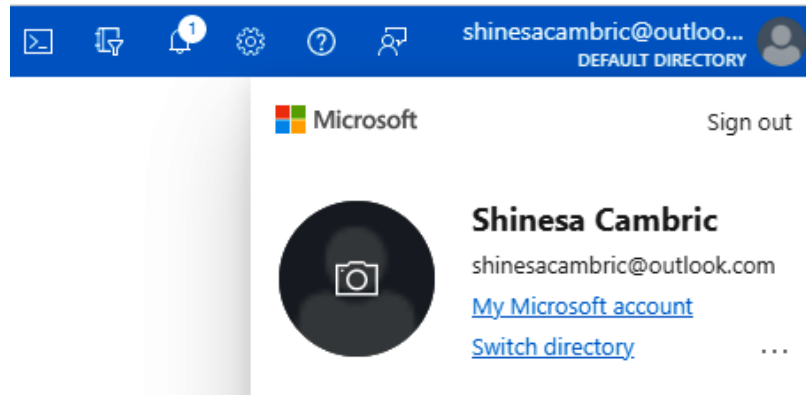 shinesacambric@outloo...
1
DEFAULT DIRECTORY
Microsoft
Sign out
Shinesa Cambric
shinesacambric@outlook.com
My Microsoft account
Switch directory
...